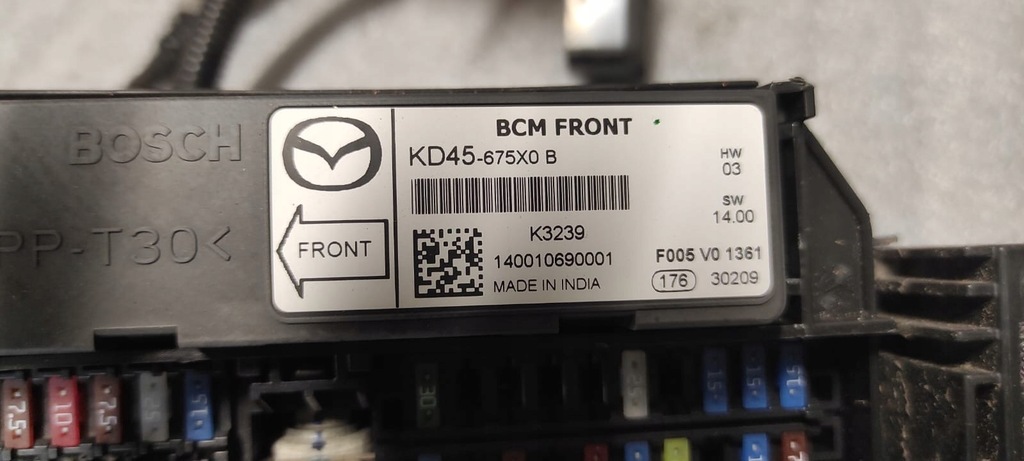 BOSCH
PP-T30<
FRONT
BCM FRONT
KD45-675X0 B
HW
03
SW
14.00
K3239
140010690001
MADE IN INDIA
F005 V0 1361
176 30209
7.5
10
7.5
15
30
15
15
15